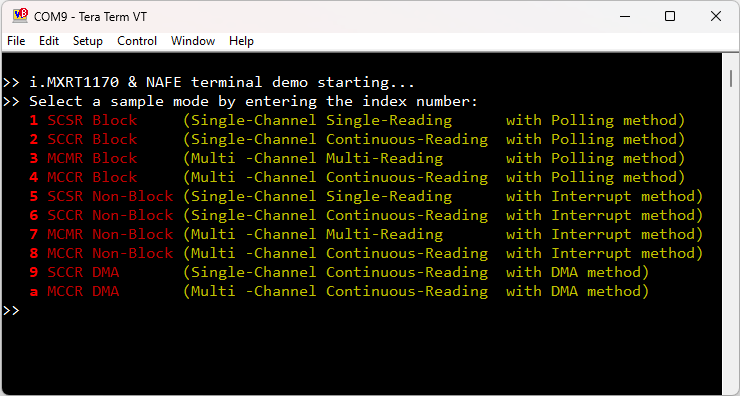 COM9 - Tera Term VT
File Edit Setup Control Window Help
>> i.MXRT1170 & NAFE terminal demo starting...
>> Select a sample mode by entering the index number:
1 SCSR Block (Single-Channel Single-Reading with Polling method)
2 SCCR Block (Single-Channel Continuous-Reading with Polling method)
3 MCMR Block (Multi -Channel Multi-Reading with Polling method)
4 MCCR Block (Multi -Channel Continuous-Reading with Polling method)
5 SCSR Non-Block (Single-Channel Single-Reading with Interrupt method)
6 SCCR Non-Block (Single-Channel Continuous-Reading with Interrupt method)
7 MCMR Non-Block (Multi -Channel Multi-Reading with Interrupt method)
8 MCCR Non-Block (Multi -Channel Continuous-Reading with Interrupt method)
9 SCCR DMA (Single-Channel Continuous-Reading with DMA method)
a MCCR DMA (Multi -Channel Continuous-Reading with DMA method)
>>